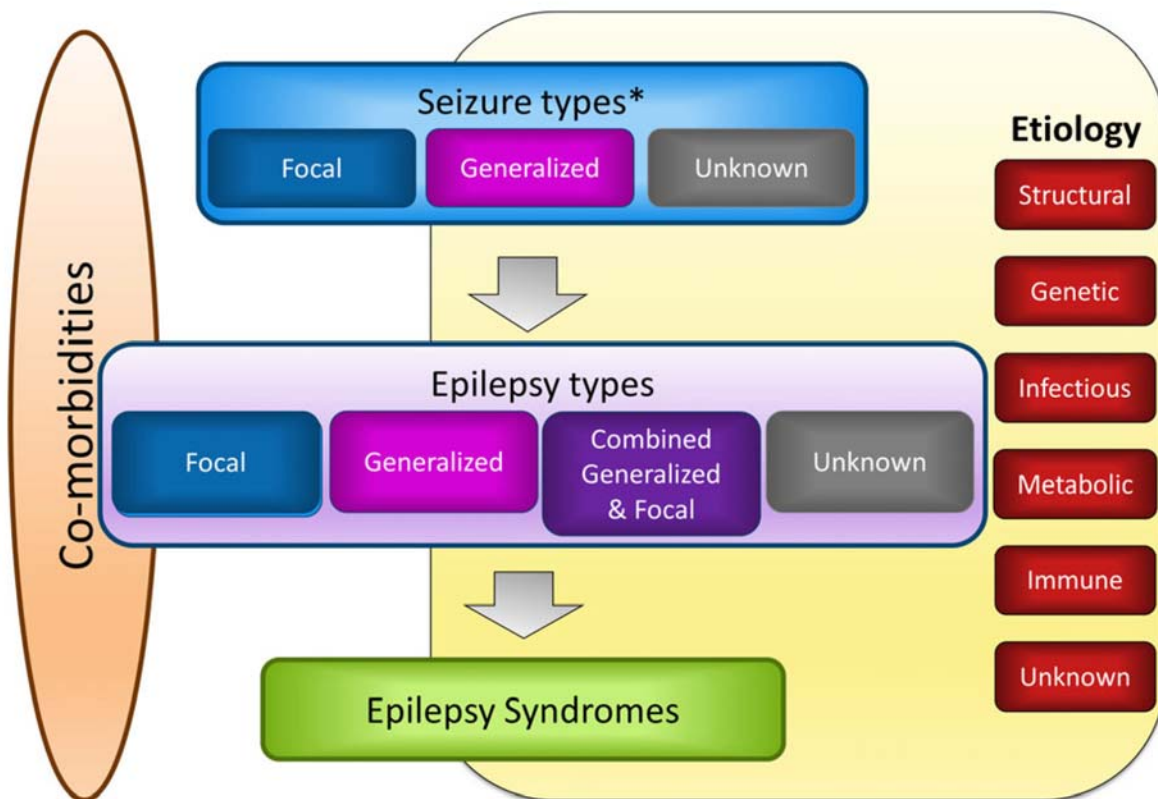 Co-morbidities
Seizure types*
Focal
Generalized
Unknown
Epilepsy types
Focal
Generalized
Combined
Generalized
& Focal
Unknown
Epilepsy Syndromes
Etiology
Structural
Genetic
Infectious
Metabolic
Immune
Unknown